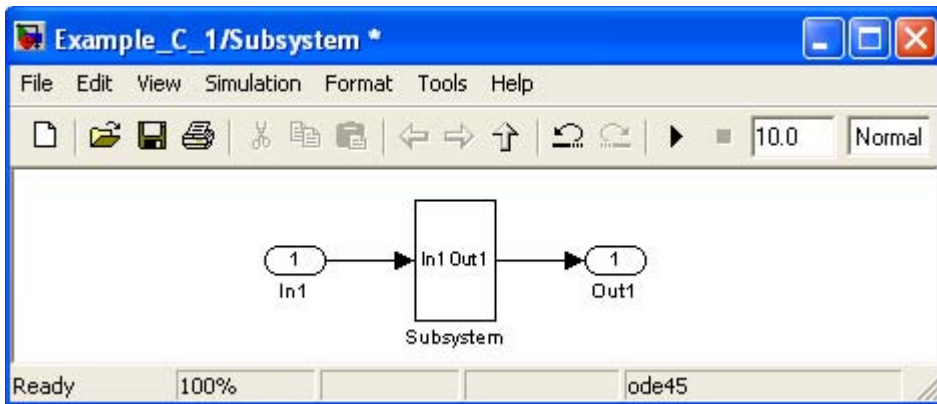 Example_C_1/Subsystem *
File Edit View Simulation Format Tools Help
10.0 Normal
1 In1 Out1 1
In1 Out1
Subsystem
Ready 100% ode45